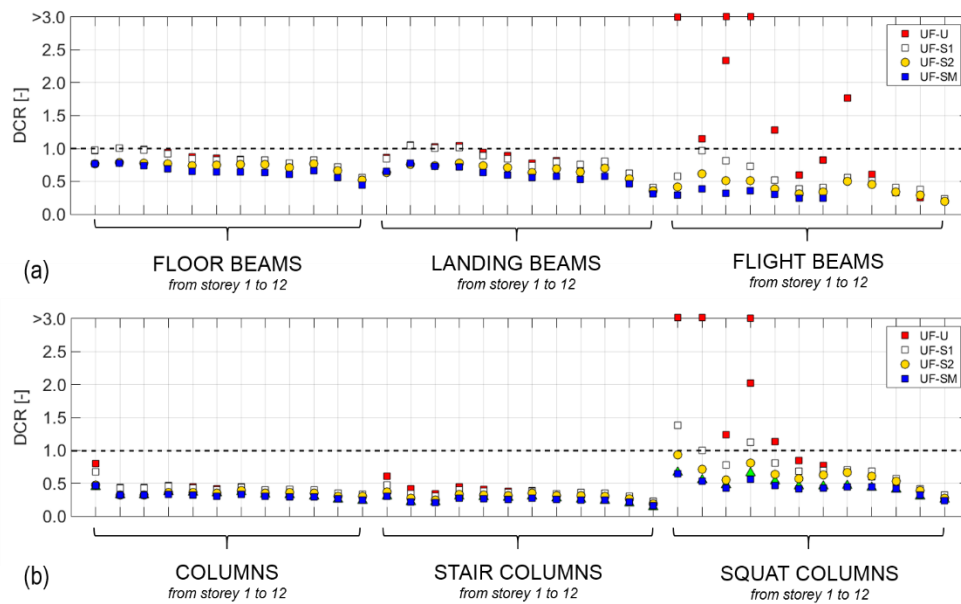 >3.0
2.5
2.0
1.5
1.0
0.5
0.0
DCR [-]
UF-U
UF-S1
UF-S2
UF-SM
(a)
FLOOR BEAMS
from storey 1 to 12
LANDING BEAMS
from storey 1 to 12
FLIGHT BEAMS
from storey 1 to 12
>3.0
2.5
2.0
1.5
1.0
0.5
0.0
DCR [-]
UF-U
UF-S1
UF-S2
UF-SM
(b)
COLUMNS
from storey 1 to 12
STAIR COLUMNS
from storey 1 to 12
SQUAT COLUMNS
from storey 1 to 12